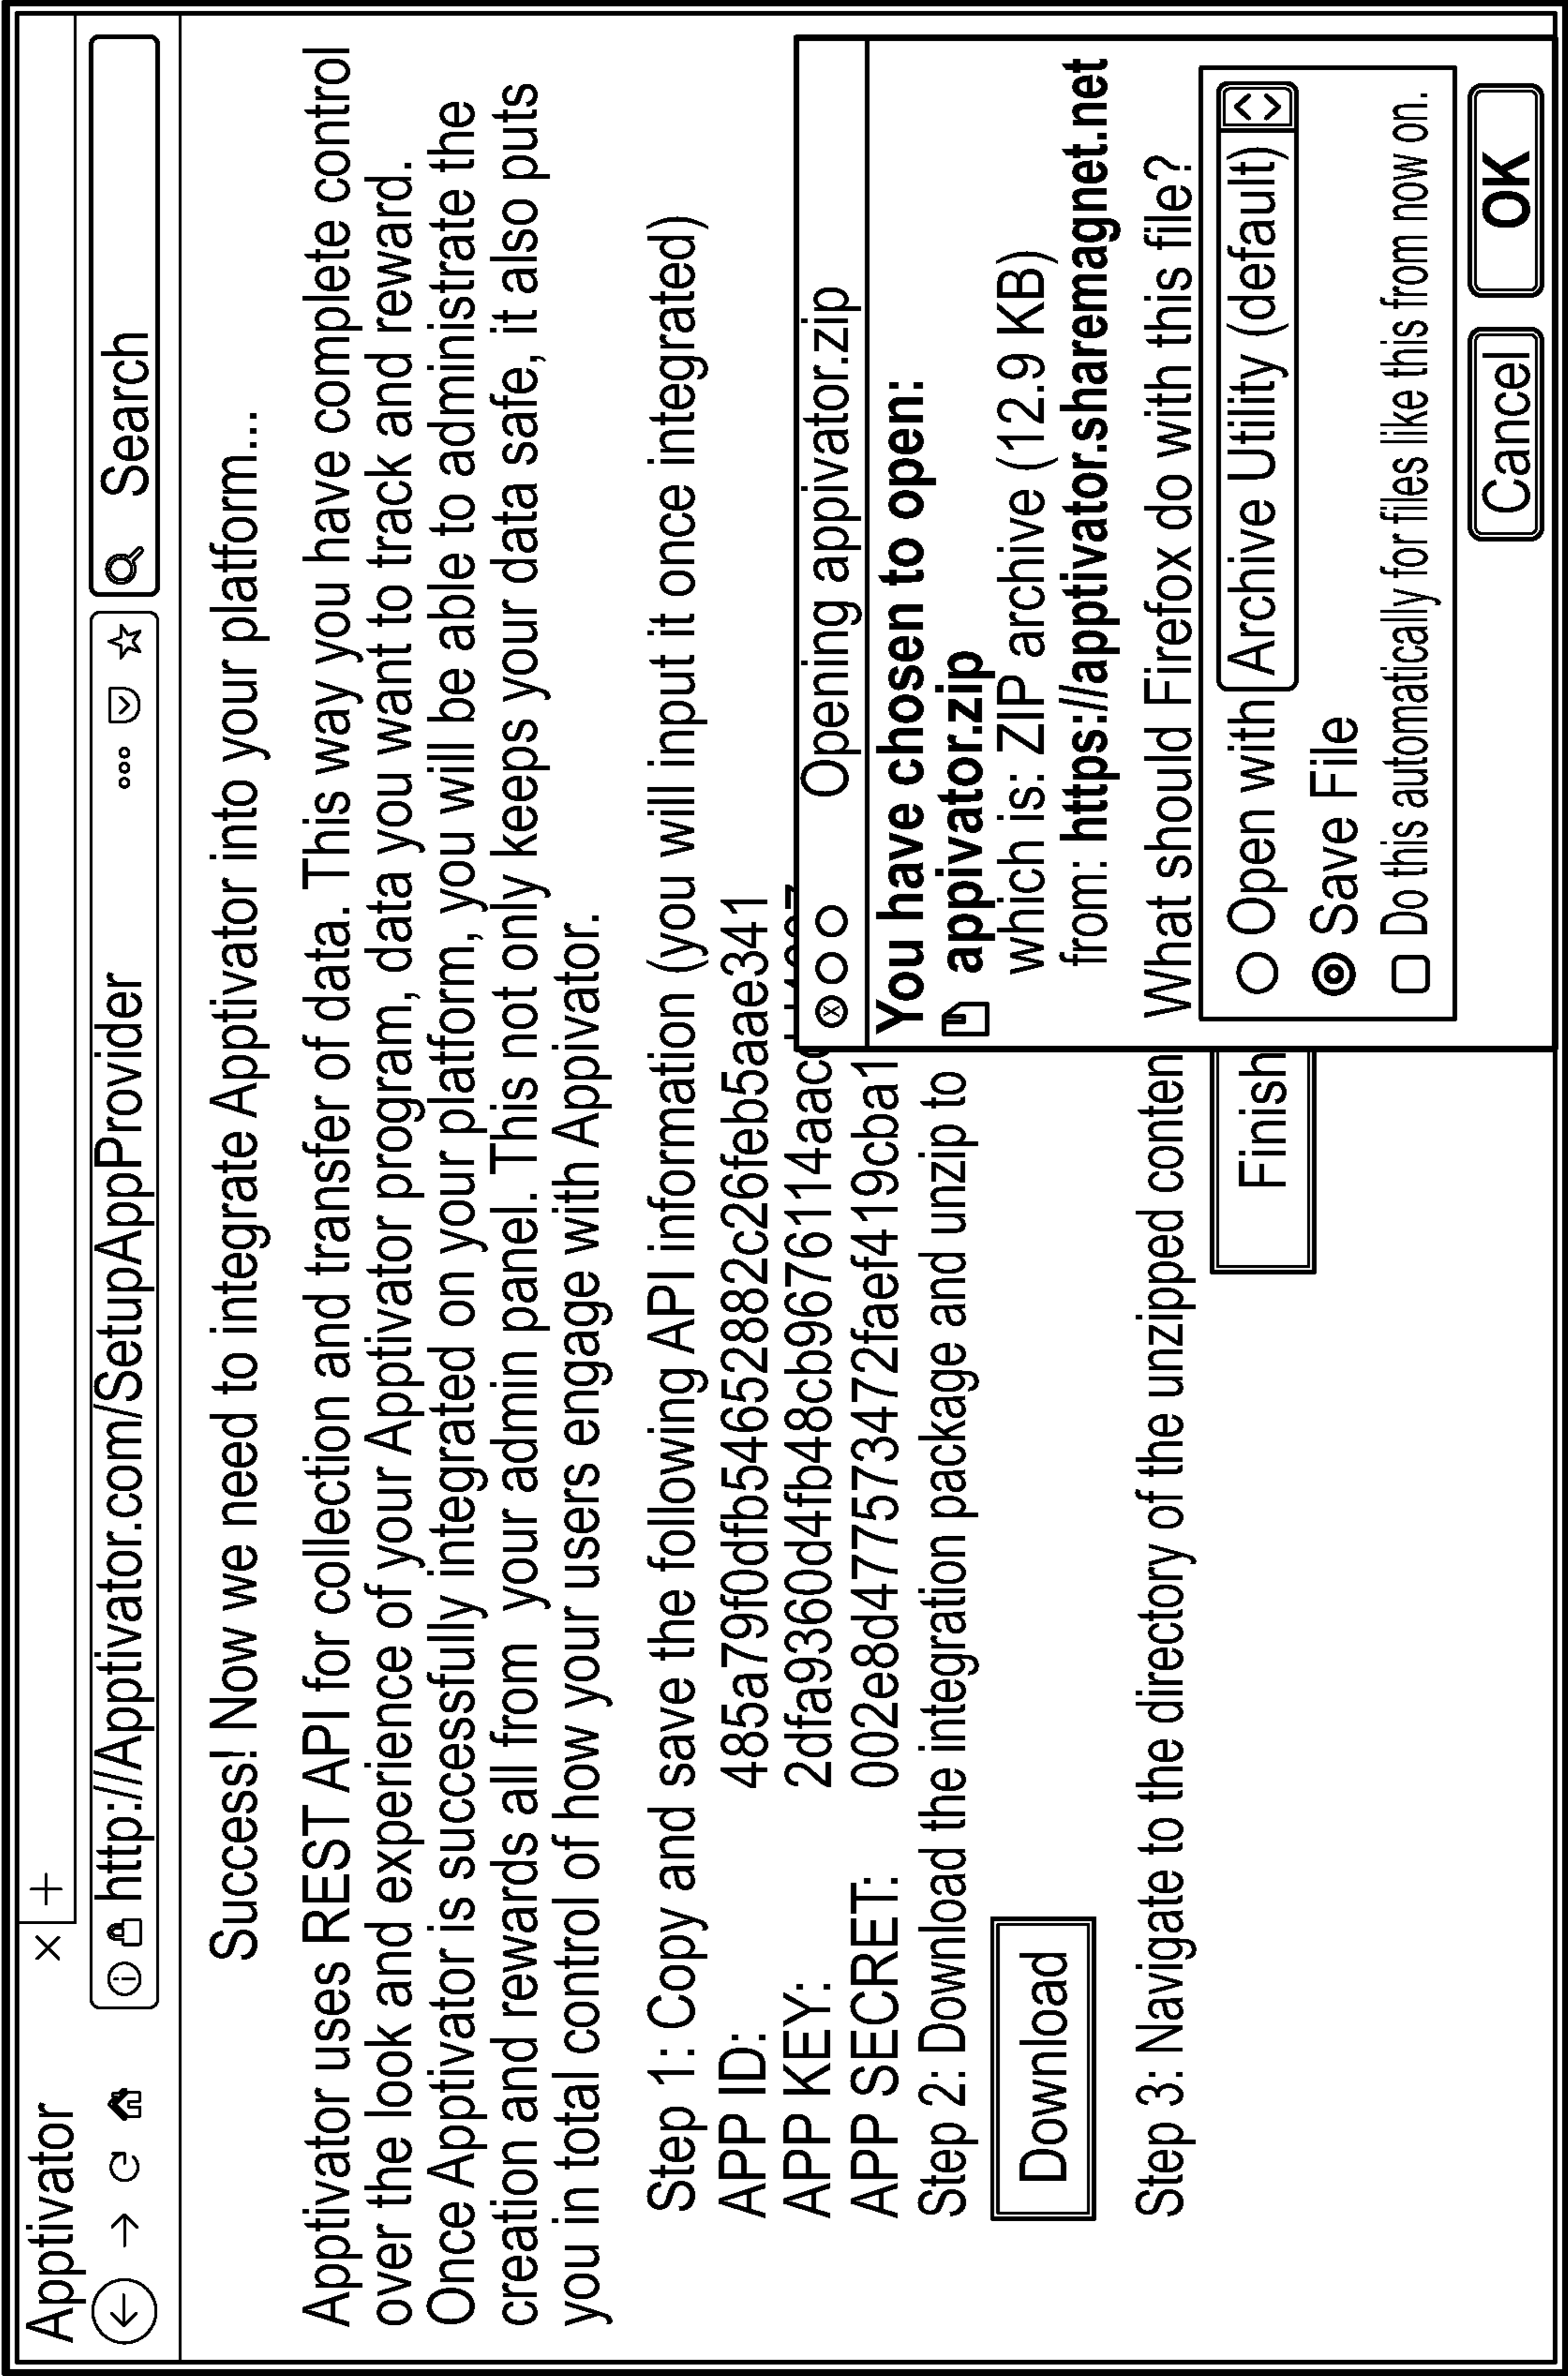 Apptivator × +
http://Apptivator.com/SetupAppProvider Search
Success! Now we need to integrate Apptivator into your platform...
Apptivator uses REST API for collection and transfer of data. This way you have complete control
over the look and experience of your Apptivator program, data you want to track and reward.
Once Apptivator is successfully integrated on your platform, you will be able to administrate the
creation and rewards all from your admin panel. This not only keeps your data safe, it also puts
you in total control of how your users engage with Appivator.
Step 1: Copy and save the following API information (you will input it once integrated)
APP ID: 485a79f0dfb54652882c26feb5aae341
APP KEY: 2dfa9360d4fb48cb9676114aac
APP SECRET: 002e8d477573472faef419cba1
Step 2: Download the integration package and unzip to
Download
Step 3: Navigate to the directory of the unzipped conten
Finish
Opening appivator.zip
You have chosen to open:
appivator.zip
which is: ZIP archive (12.9 KB)
from: https://apptivator.sharemagnet.net
What should Firefox do with this file?
Open with Archive Utility (default)
Save File
Do this automatically for files like this from now on.
Cancel OK